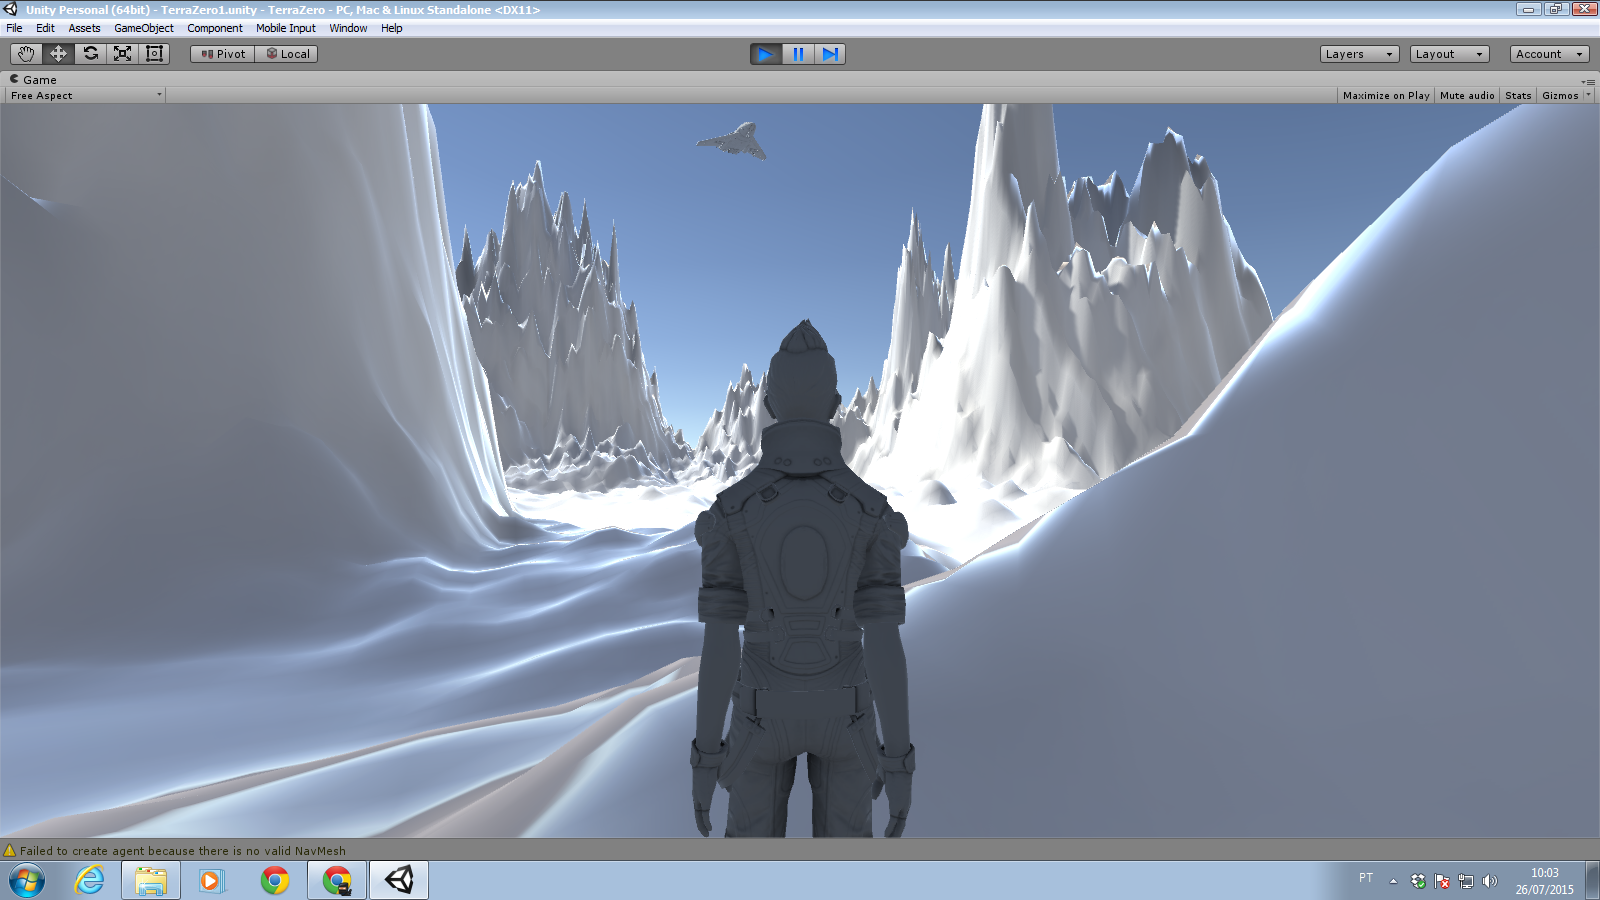 Unity Personal (64bit) - TerraZero1.unity - TerraZero - PC, Mac & Linux Standalone <DX11>
File Edit Assets GameObject Component Mobile Input Window Help
Pivot Local Layers Layout Account
Game
Free Aspect Maximize on Play Mute audio Stats Gizmos
Failed to create agent because there is no valid NavMesh
PT 10:03
26/07/2015